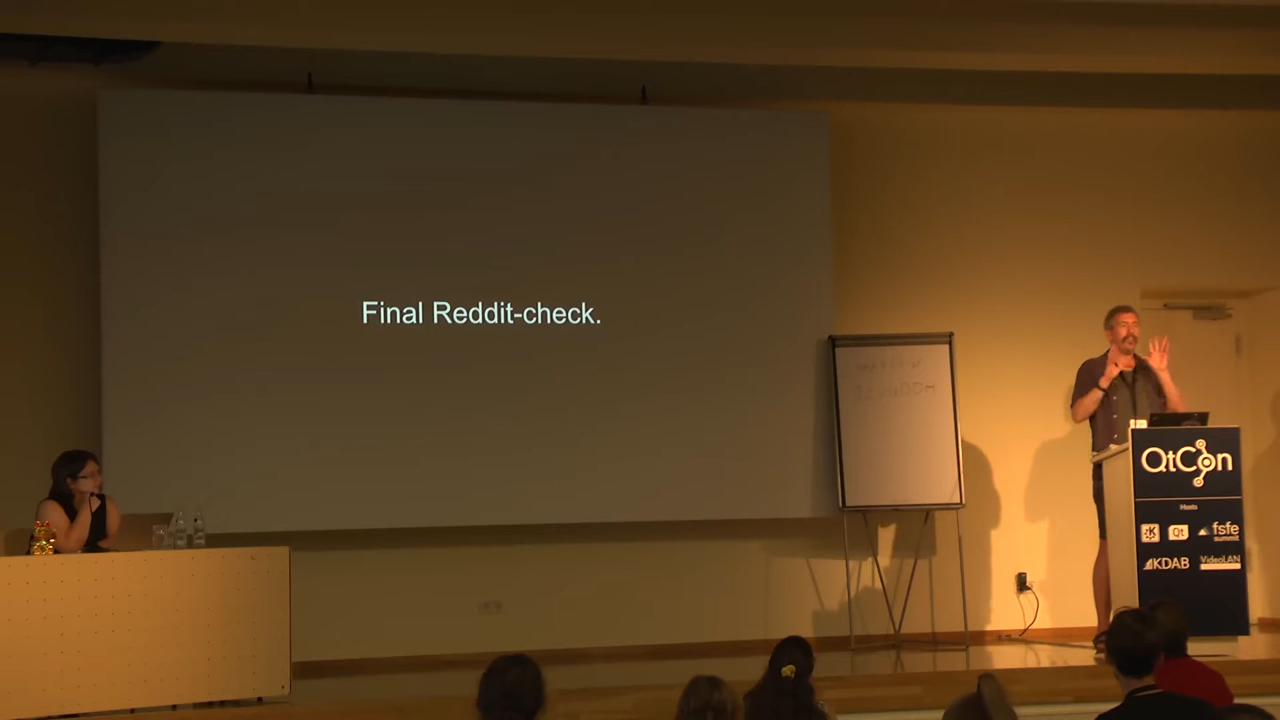 Final Reddit-check.
QtCon
Hosts
Qt
fsfe
summit
KDAB
VideoLAN